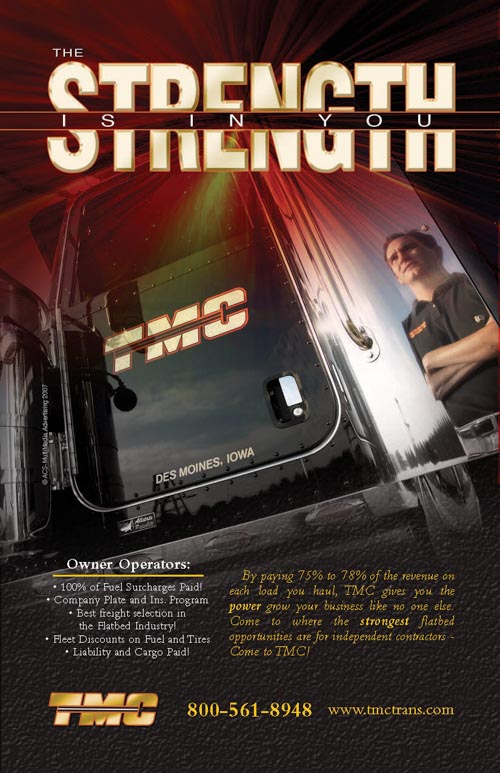 THE
STRENGTH
IS IN YOU
TMC
DES MOINES, IOWA
© ACS-MultiMedia Advertising 2007
Owner Operators:
• 100% of Fuel Surcharges Paid!
• Company Plate and Ins. Program
• Best freight selection in
the Flatbed Industry!
• Fleet Discounts on Fuel and Tires
• Liability and Cargo Paid!
By paying 75% to 78% of the revenue on
each load you haul, TMC gives you the
power grow your business like no one else.
Come to where the strongest flatbed
opportunities are for independent contractors -
Come to TMC!
TMC
800-561-8948
www.tmctrans.com